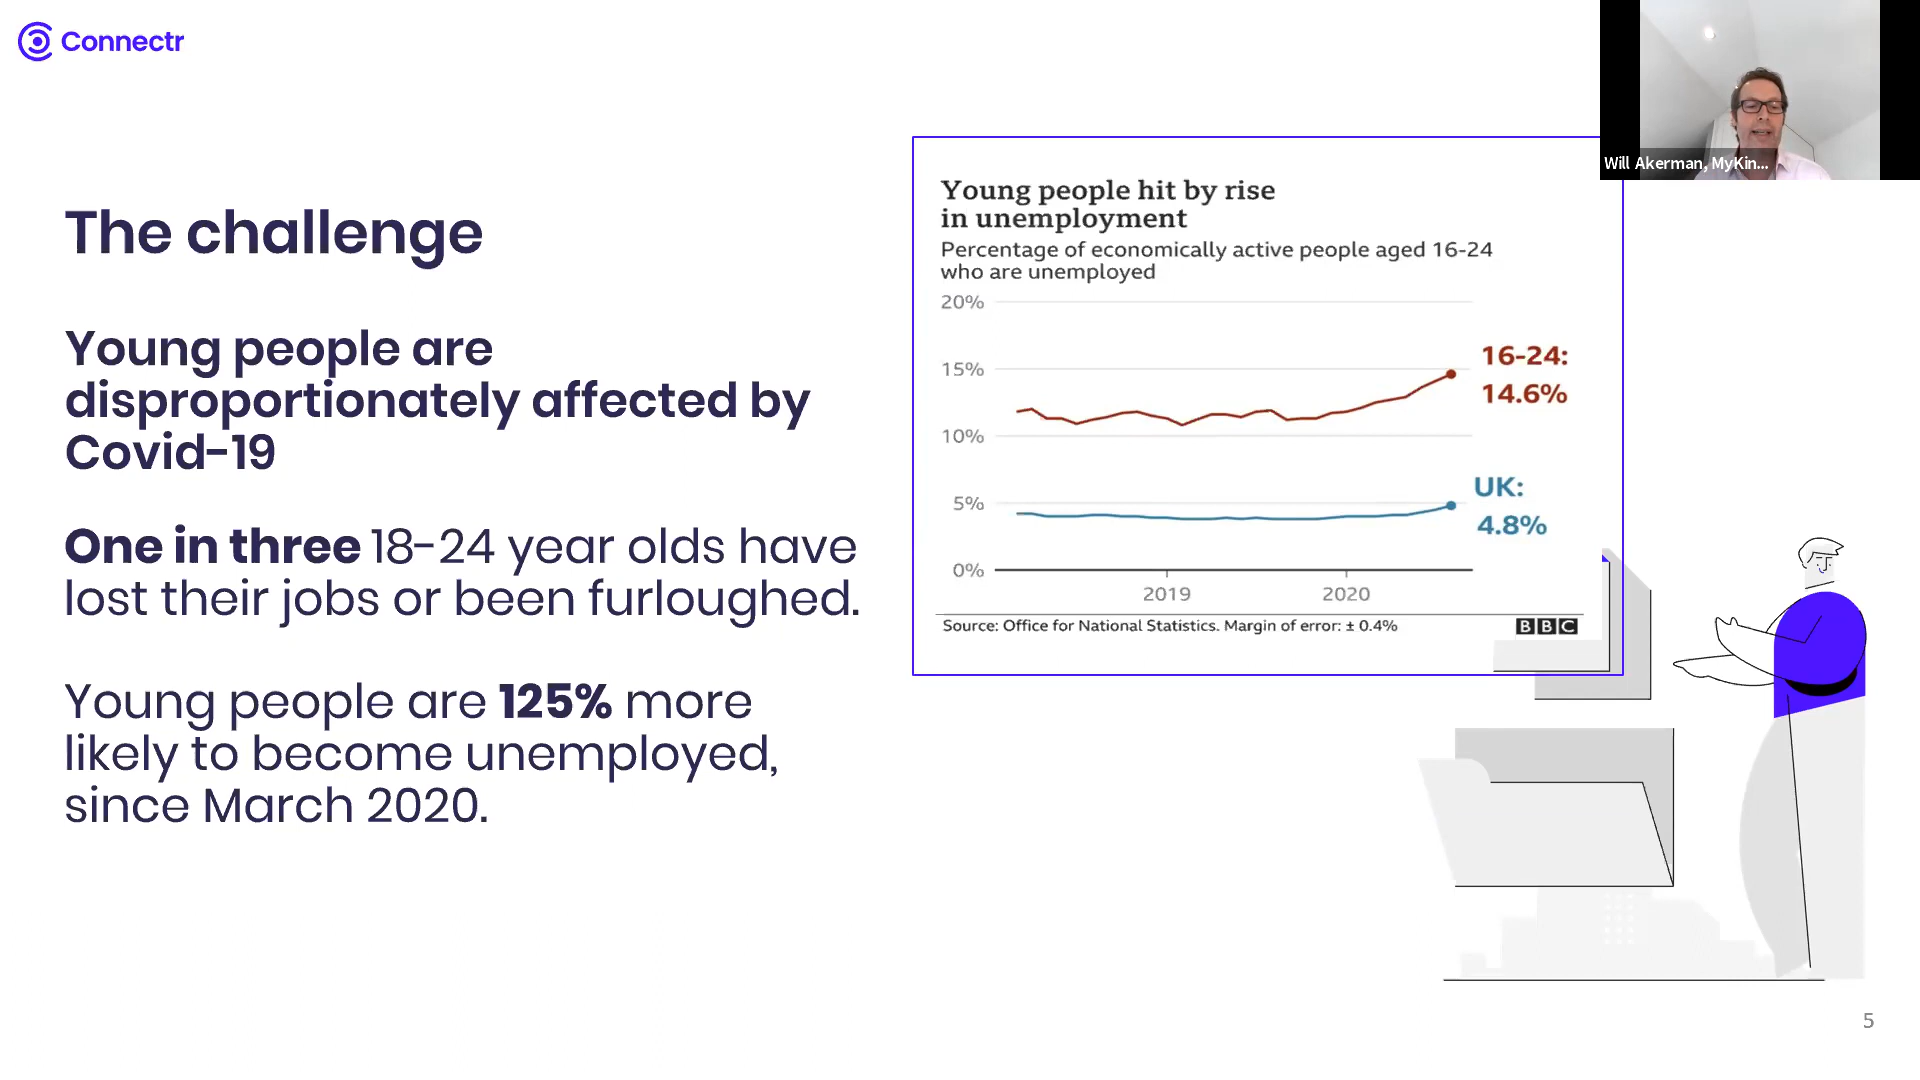 Connectr
Will Akerman, MyKin...
The challenge
Young people are
disproportionately affected by
Covid-19
One in three 18-24 year olds have
lost their jobs or been furloughed.
Young people are 125% more
likely to become unemployed,
since March 2020.
Young people hit by rise
in unemployment
Percentage of economically active people aged 16-24
who are unemployed
20%
15%
10%
5%
0%
16-24:
14.6%
UK:
4.8%
2019 2020
Source: Office for National Statistics. Margin of error: ± 0.4% BBC
5